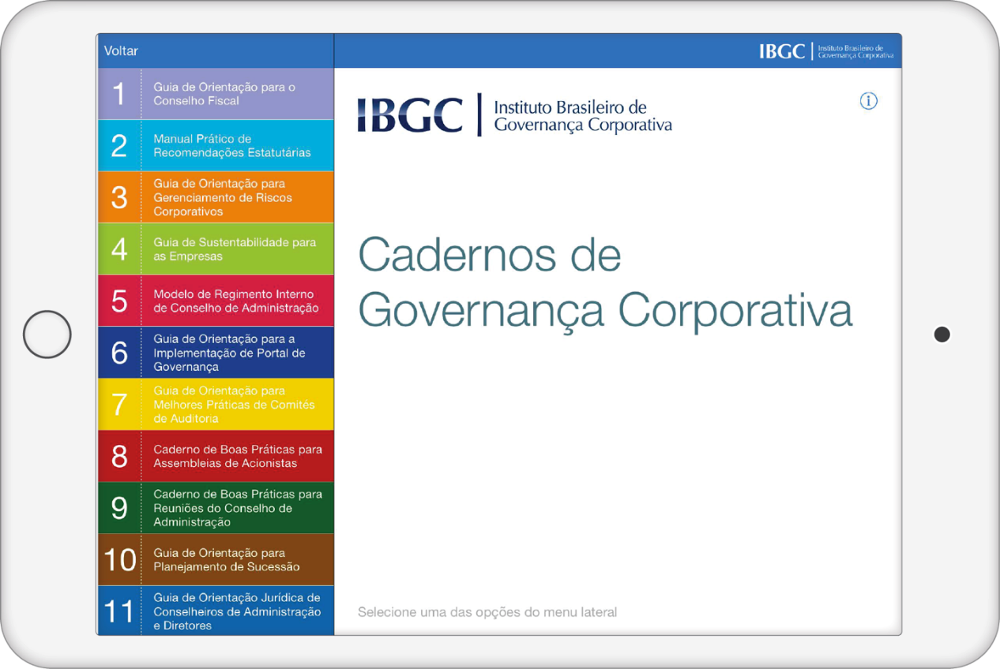 Voltar
IBGC
Instituto Brasileiro de
Governança Corporativa
1
Guia de Orientação para o
Conselho Fiscal
2
Manual Prático de
Recomendações Estatutárias
3
Guia de Orientação para
Gerenciamento de Riscos
Corporativos
4
Guia de Sustentabilidade para
as Empresas
5
Modelo de Regimento Interno
de Conselho de Administração
6
Guia de Orientação para a
Implementação de Portal de
Governança
7
Guia de Orientação para
Melhores Práticas de Comitês
de Auditoria
8
Caderno de Boas Práticas para
Assembleias de Acionistas
9
Caderno de Boas Práticas para
Reuniões do Conselho de
Administração
10
Guia de Orientação para
Planejamento de Sucessão
11
Guia de Orientação Jurídica de
Conselheiros de Administração
e Diretores
IBGC
Instituto Brasileiro de
Governança Corporativa
i
Cadernos de
Governança Corporativa
Selecione uma das opções do menu lateral